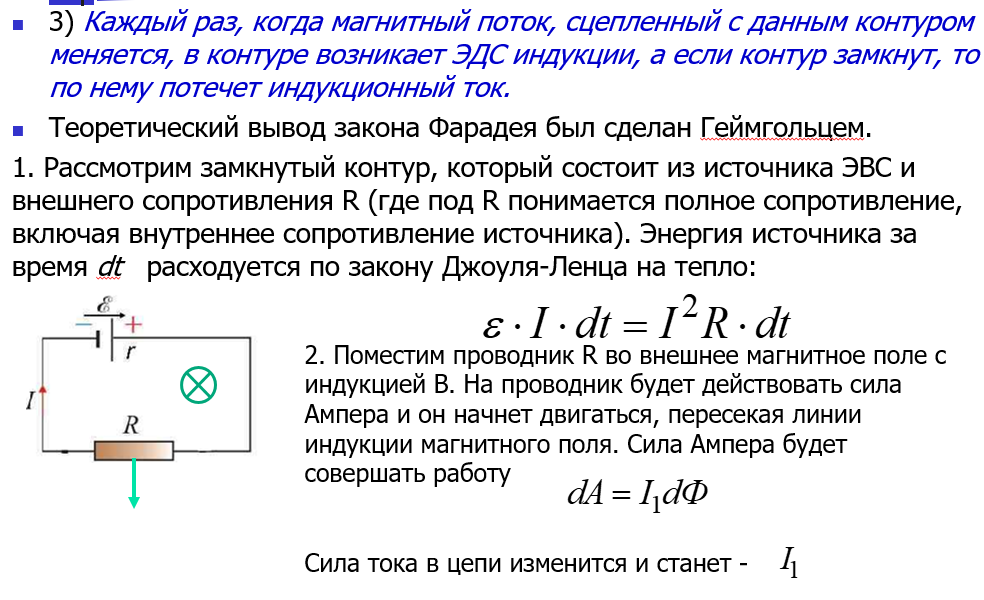 3) Каждый раз, когда магнитный поток, сцепленный с данным контуром
меняется, в контуре возникает ЭДС индукции, а если контур замкнут, то
по нему потечет индукционный ток.
Теоретический вывод закона Фарадея был сделан Геймгольцем.
1. Рассмотрим замкнутый контур, который состоит из источника ЭВС и
внешнего сопротивления R (где под R понимается полное сопротивление,
включая внутреннее сопротивление источника). Энергия источника за
время dt расходуется по закону Джоуля-Ленца на тепло:
ℰ
− +
r
I
R
ε · I · dt = I² R · dt
2. Поместим проводник R во внешнее магнитное поле с
индукцией В. На проводник будет действовать сила
Ампера и он начнет двигаться, пересекая линии
индукции магнитного поля. Сила Ампера будет
совершать работу
dA = I₁dФ
Сила тока в цепи изменится и станет - I₁